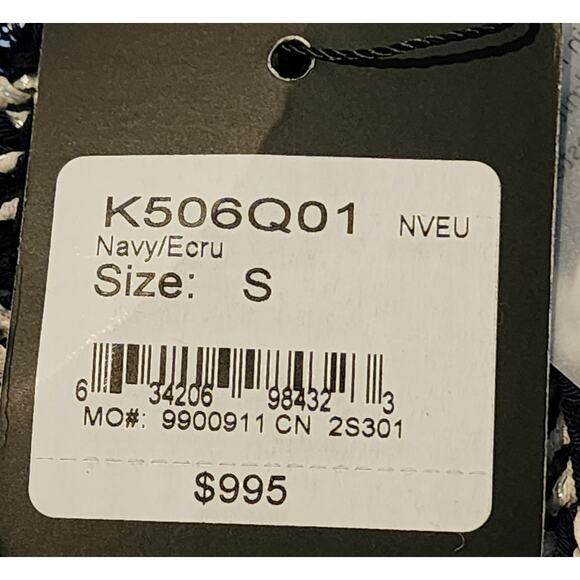 K506Q01 NVEU
Navy/Ecru
Size: S
6 34206 98432 3
MO#: 9900911 CN 2S301
$995